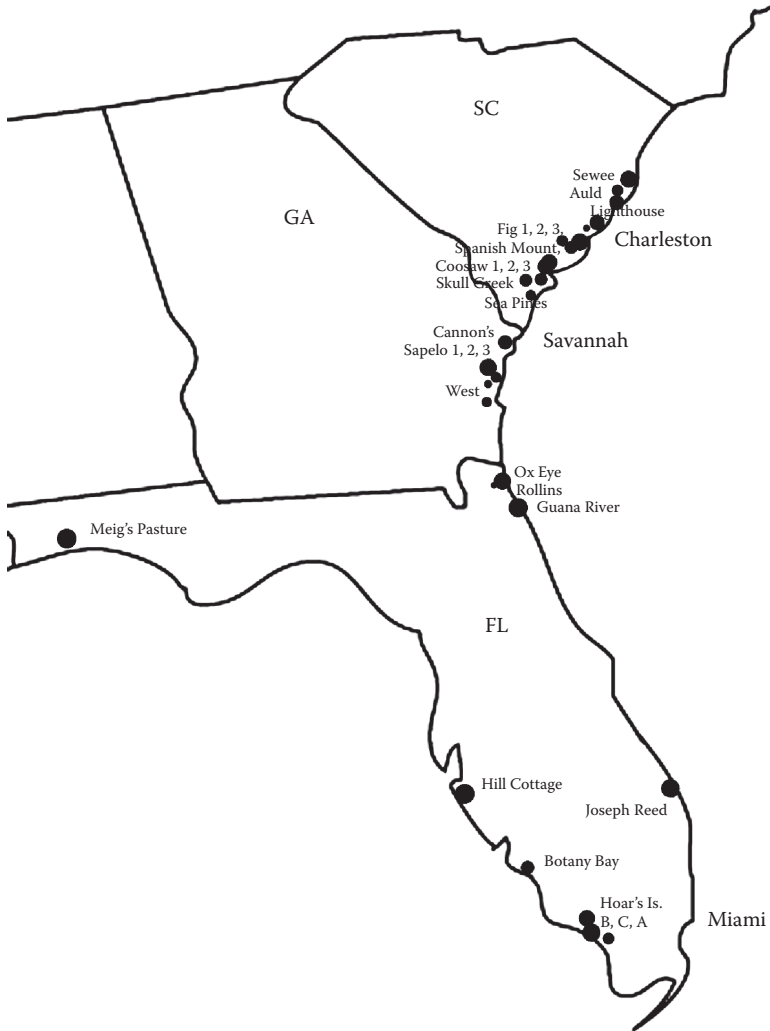 SC
Sewee
Auld
Lighthouse
GA
Fig 1, 2, 3,
Charleston
Spanish Mount,
Coosaw 1, 2, 3
Skull Creek
Sea Pines
Cannon's
Savannah
Sapelo 1, 2, 3
West
Ox Eye
Rollins
Guana River
Meig's Pasture
FL
Hill Cottage
Joseph Reed
Botany Bay
Hoar's Is.
B, C, A
Miami